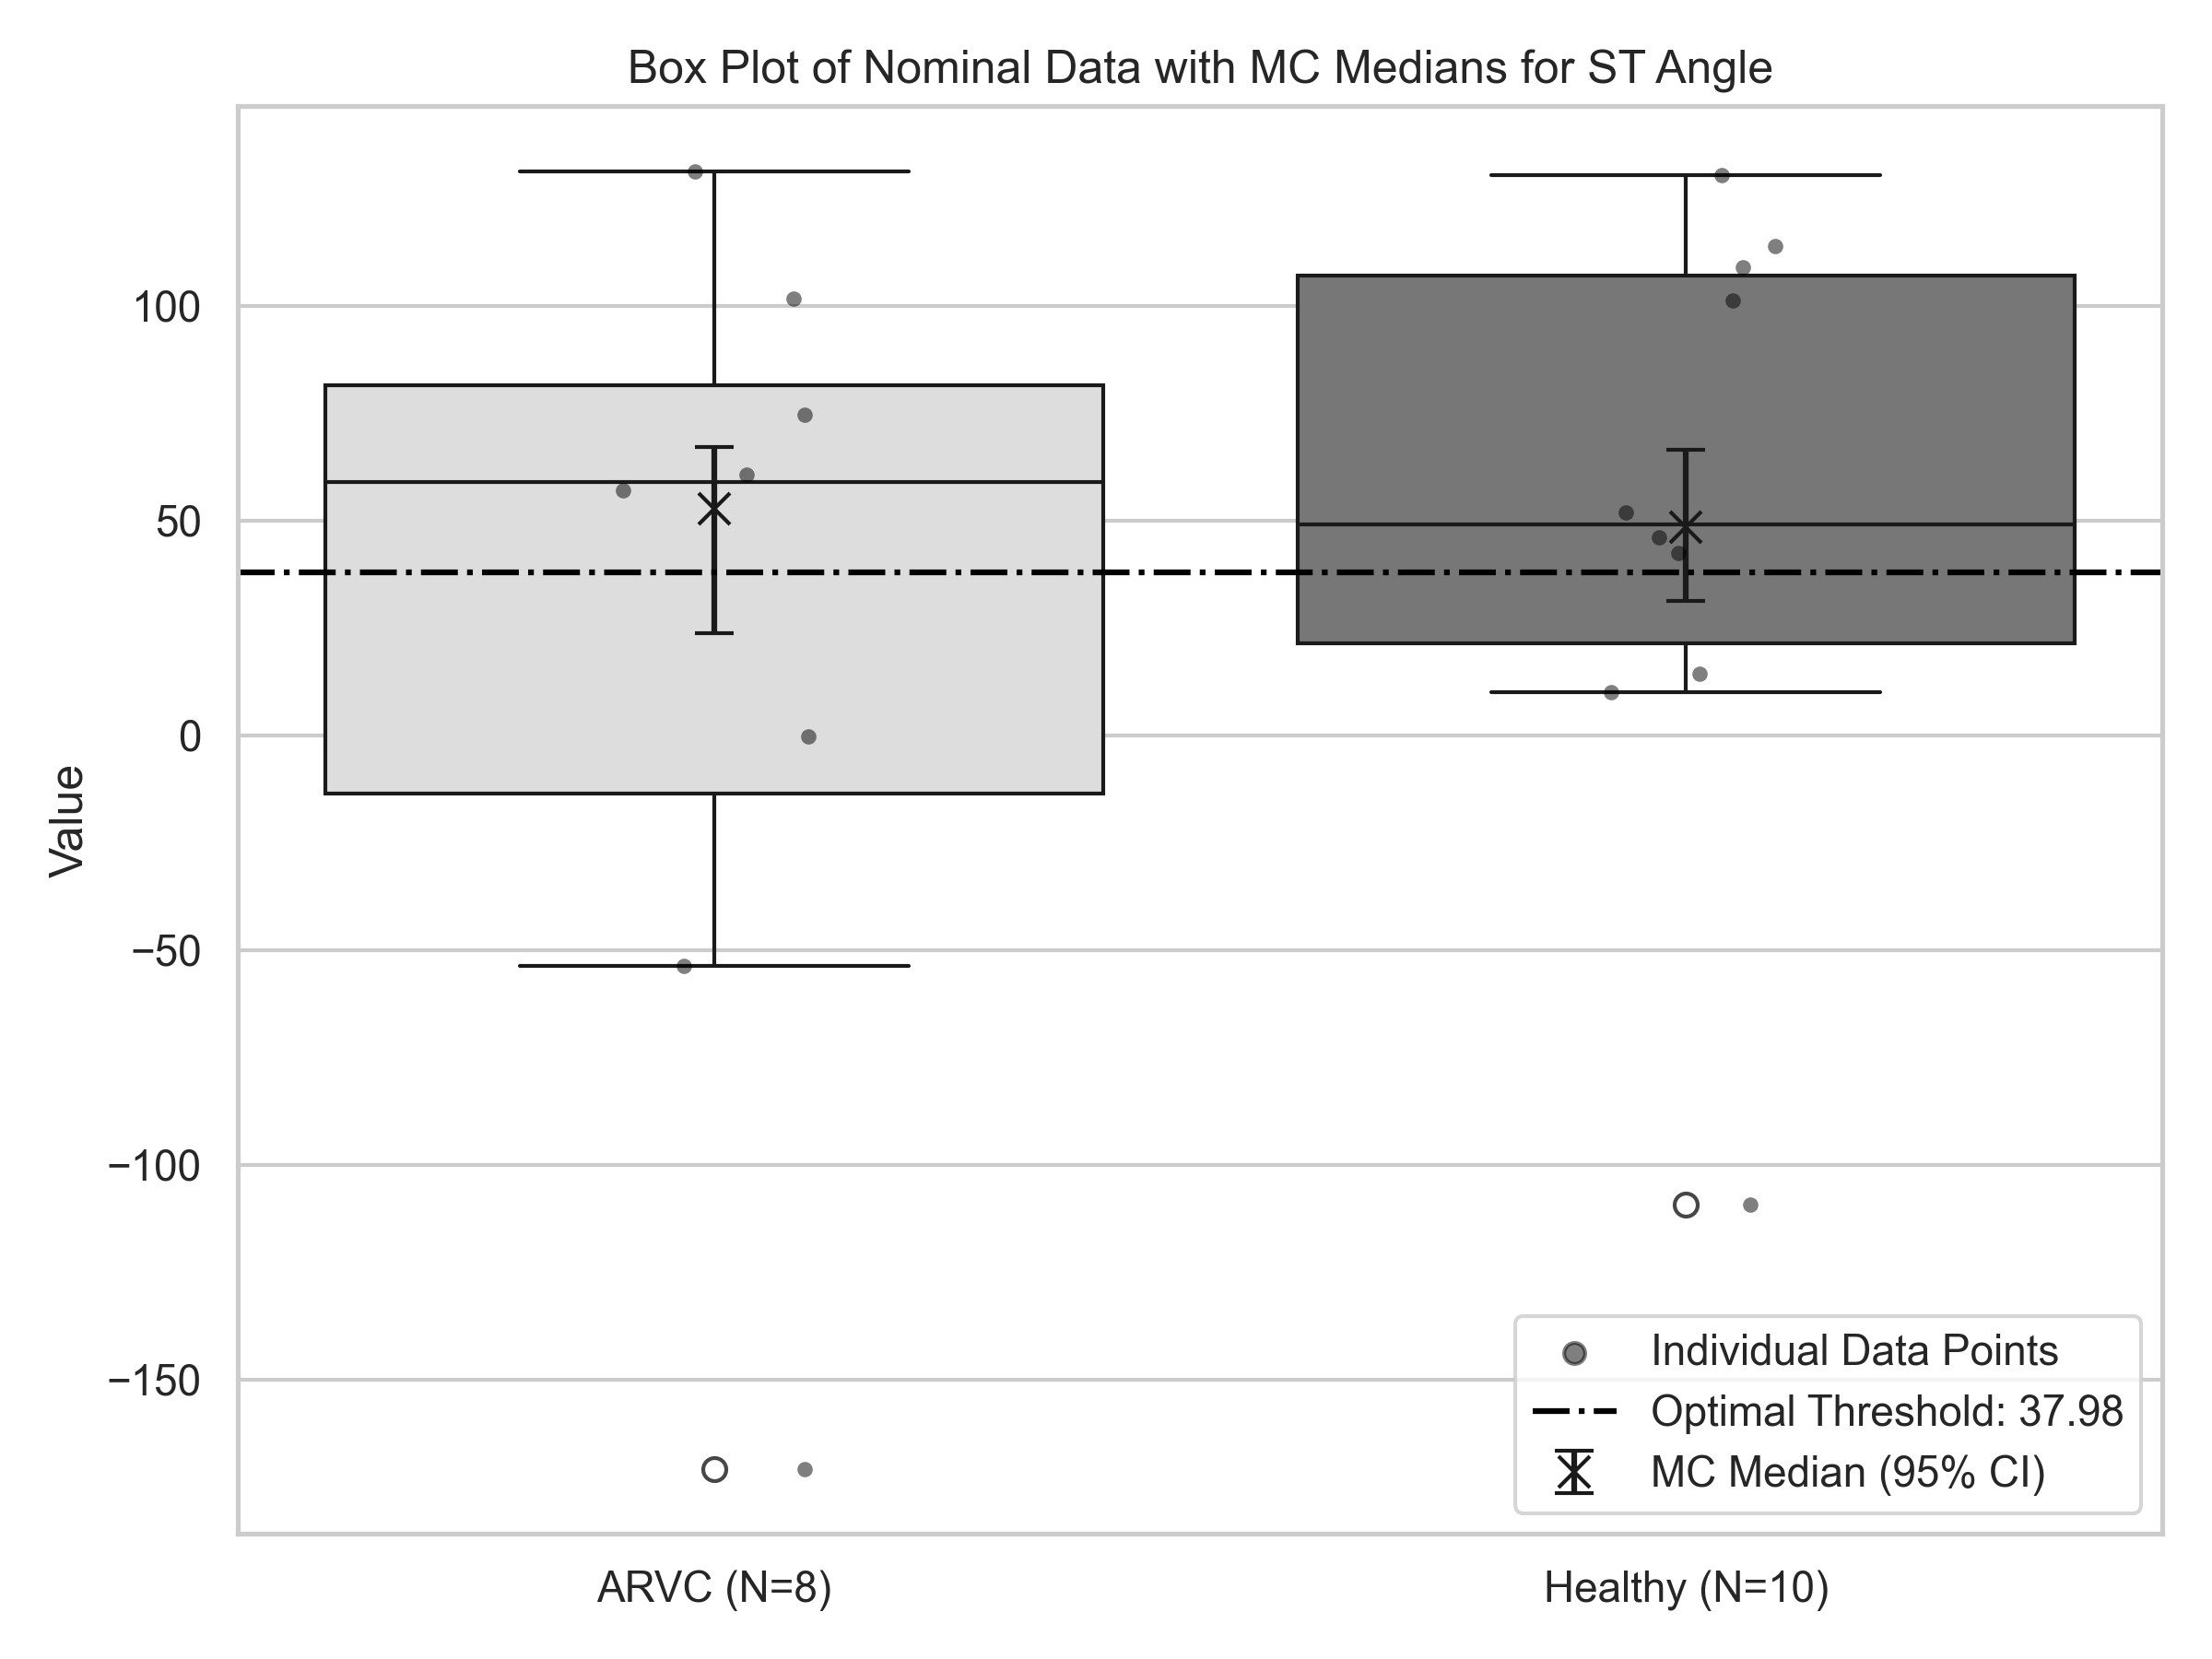 Box Plot of Nominal Data with MC Medians for ST Angle
Value
100
50
0
−50
−100
−150
Individual Data Points
Optimal Threshold: 37.98
MC Median (95% CI)
ARVC (N=8)
Healthy (N=10)